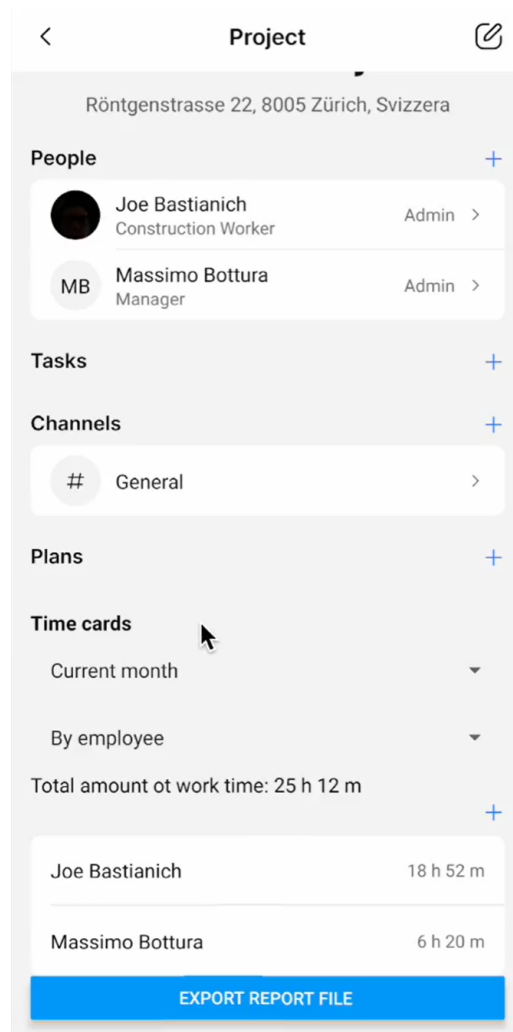 Project
Röntgenstrasse 22, 8005 Zürich, Svizzera
People
+
Joe Bastianich
Construction Worker
Admin
MB
Massimo Bottura
Manager
Admin
Tasks
+
Channels
+
#
General
Plans
+
Time cards
Current month
By employee
Total amount ot work time: 25 h 12 m
+
Joe Bastianich
18 h 52 m
Massimo Bottura
6 h 20 m
EXPORT REPORT FILE